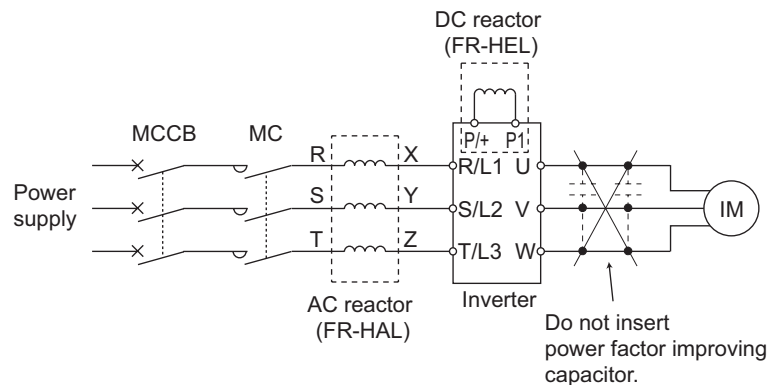 DC reactor
(FR-HEL)
MCCB
MC
R
X
P/+
P1
R/L1
U
Power
supply
S
Y
S/L2
V
IM
T
Z
T/L3
W
AC reactor
(FR-HAL)
Inverter
Do not insert
power factor improving
capacitor.